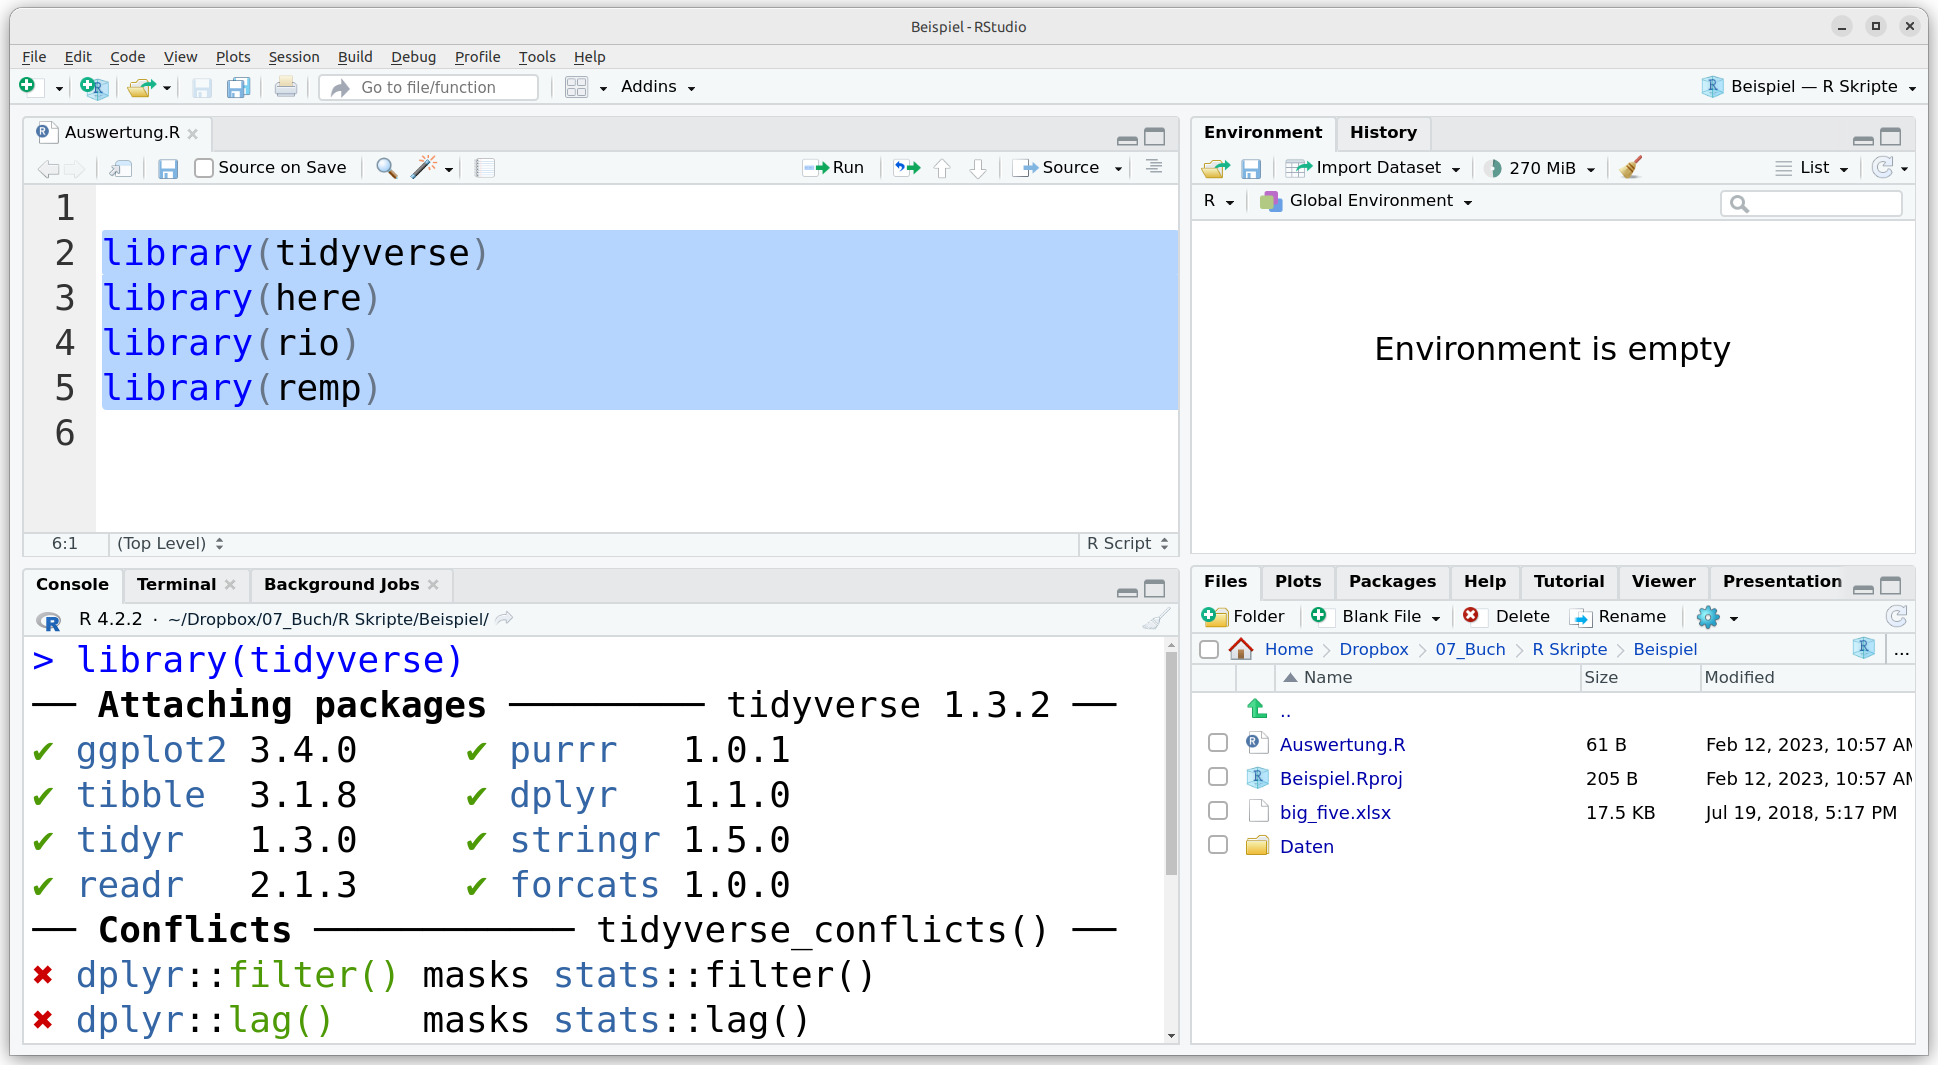 Beispiel - RStudio
File Edit Code View Plots Session Build Debug Profile Tools Help
Go to file/function Addins Beispiel — R Skripte
Auswertung.R
Source on Save Run Source
1
2 library(tidyverse)
3 library(here)
4 library(rio)
5 library(remp)
6
6:1 (Top Level) R Script
Console Terminal Background Jobs
R 4.2.2 · ~/Dropbox/07_Buch/R Skripte/Beispiel/
> library(tidyverse)
── Attaching packages ───────── tidyverse 1.3.2 ──
✔ ggplot2 3.4.0 ✔ purrr 1.0.1
✔ tibble 3.1.8 ✔ dplyr 1.1.0
✔ tidyr 1.3.0 ✔ stringr 1.5.0
✔ readr 2.1.3 ✔ forcats 1.0.0
── Conflicts ──────────── tidyverse_conflicts() ──
✖ dplyr::filter() masks stats::filter()
✖ dplyr::lag() masks stats::lag()
Environment History
Import Dataset 270 MiB List
R Global Environment
Environment is empty
Files Plots Packages Help Tutorial Viewer Presentation
Folder Blank File Delete Rename
Home Dropbox 07_Buch R Skripte Beispiel ...
Name Size Modified
..
Auswertung.R 61 B Feb 12, 2023, 10:57 AM
Beispiel.Rproj 205 B Feb 12, 2023, 10:57 AM
big_five.xlsx 17.5 KB Jul 19, 2018, 5:17 PM
Daten